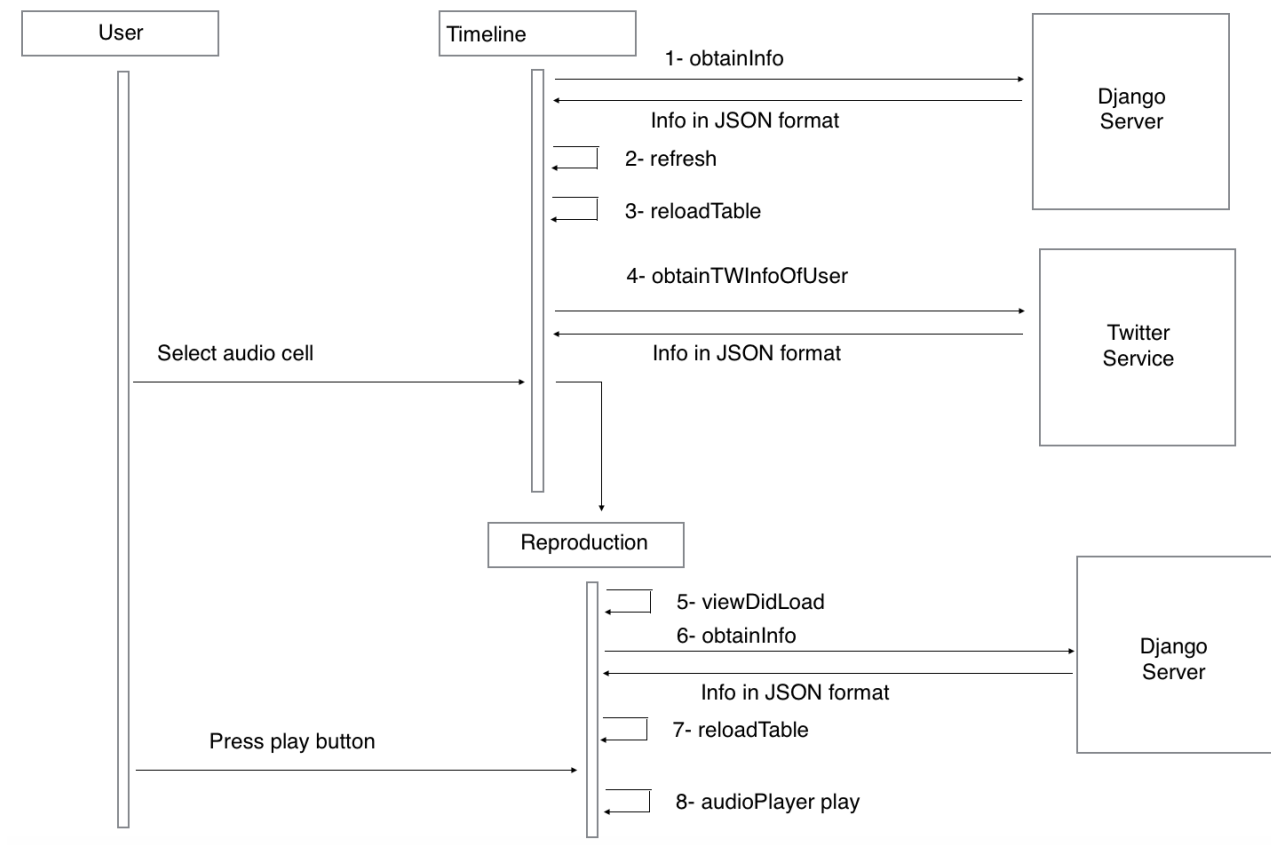 User
Timeline
1- obtainInfo
Django
Server
Info in JSON format
2- refresh
3- reloadTable
4- obtainTWInfoOfUser
Twitter
Service
Info in JSON format
Select audio cell
Reproduction
5- viewDidLoad
6- obtainInfo
Django
Server
Info in JSON format
7- reloadTable
Press play button
8- audioPlayer play